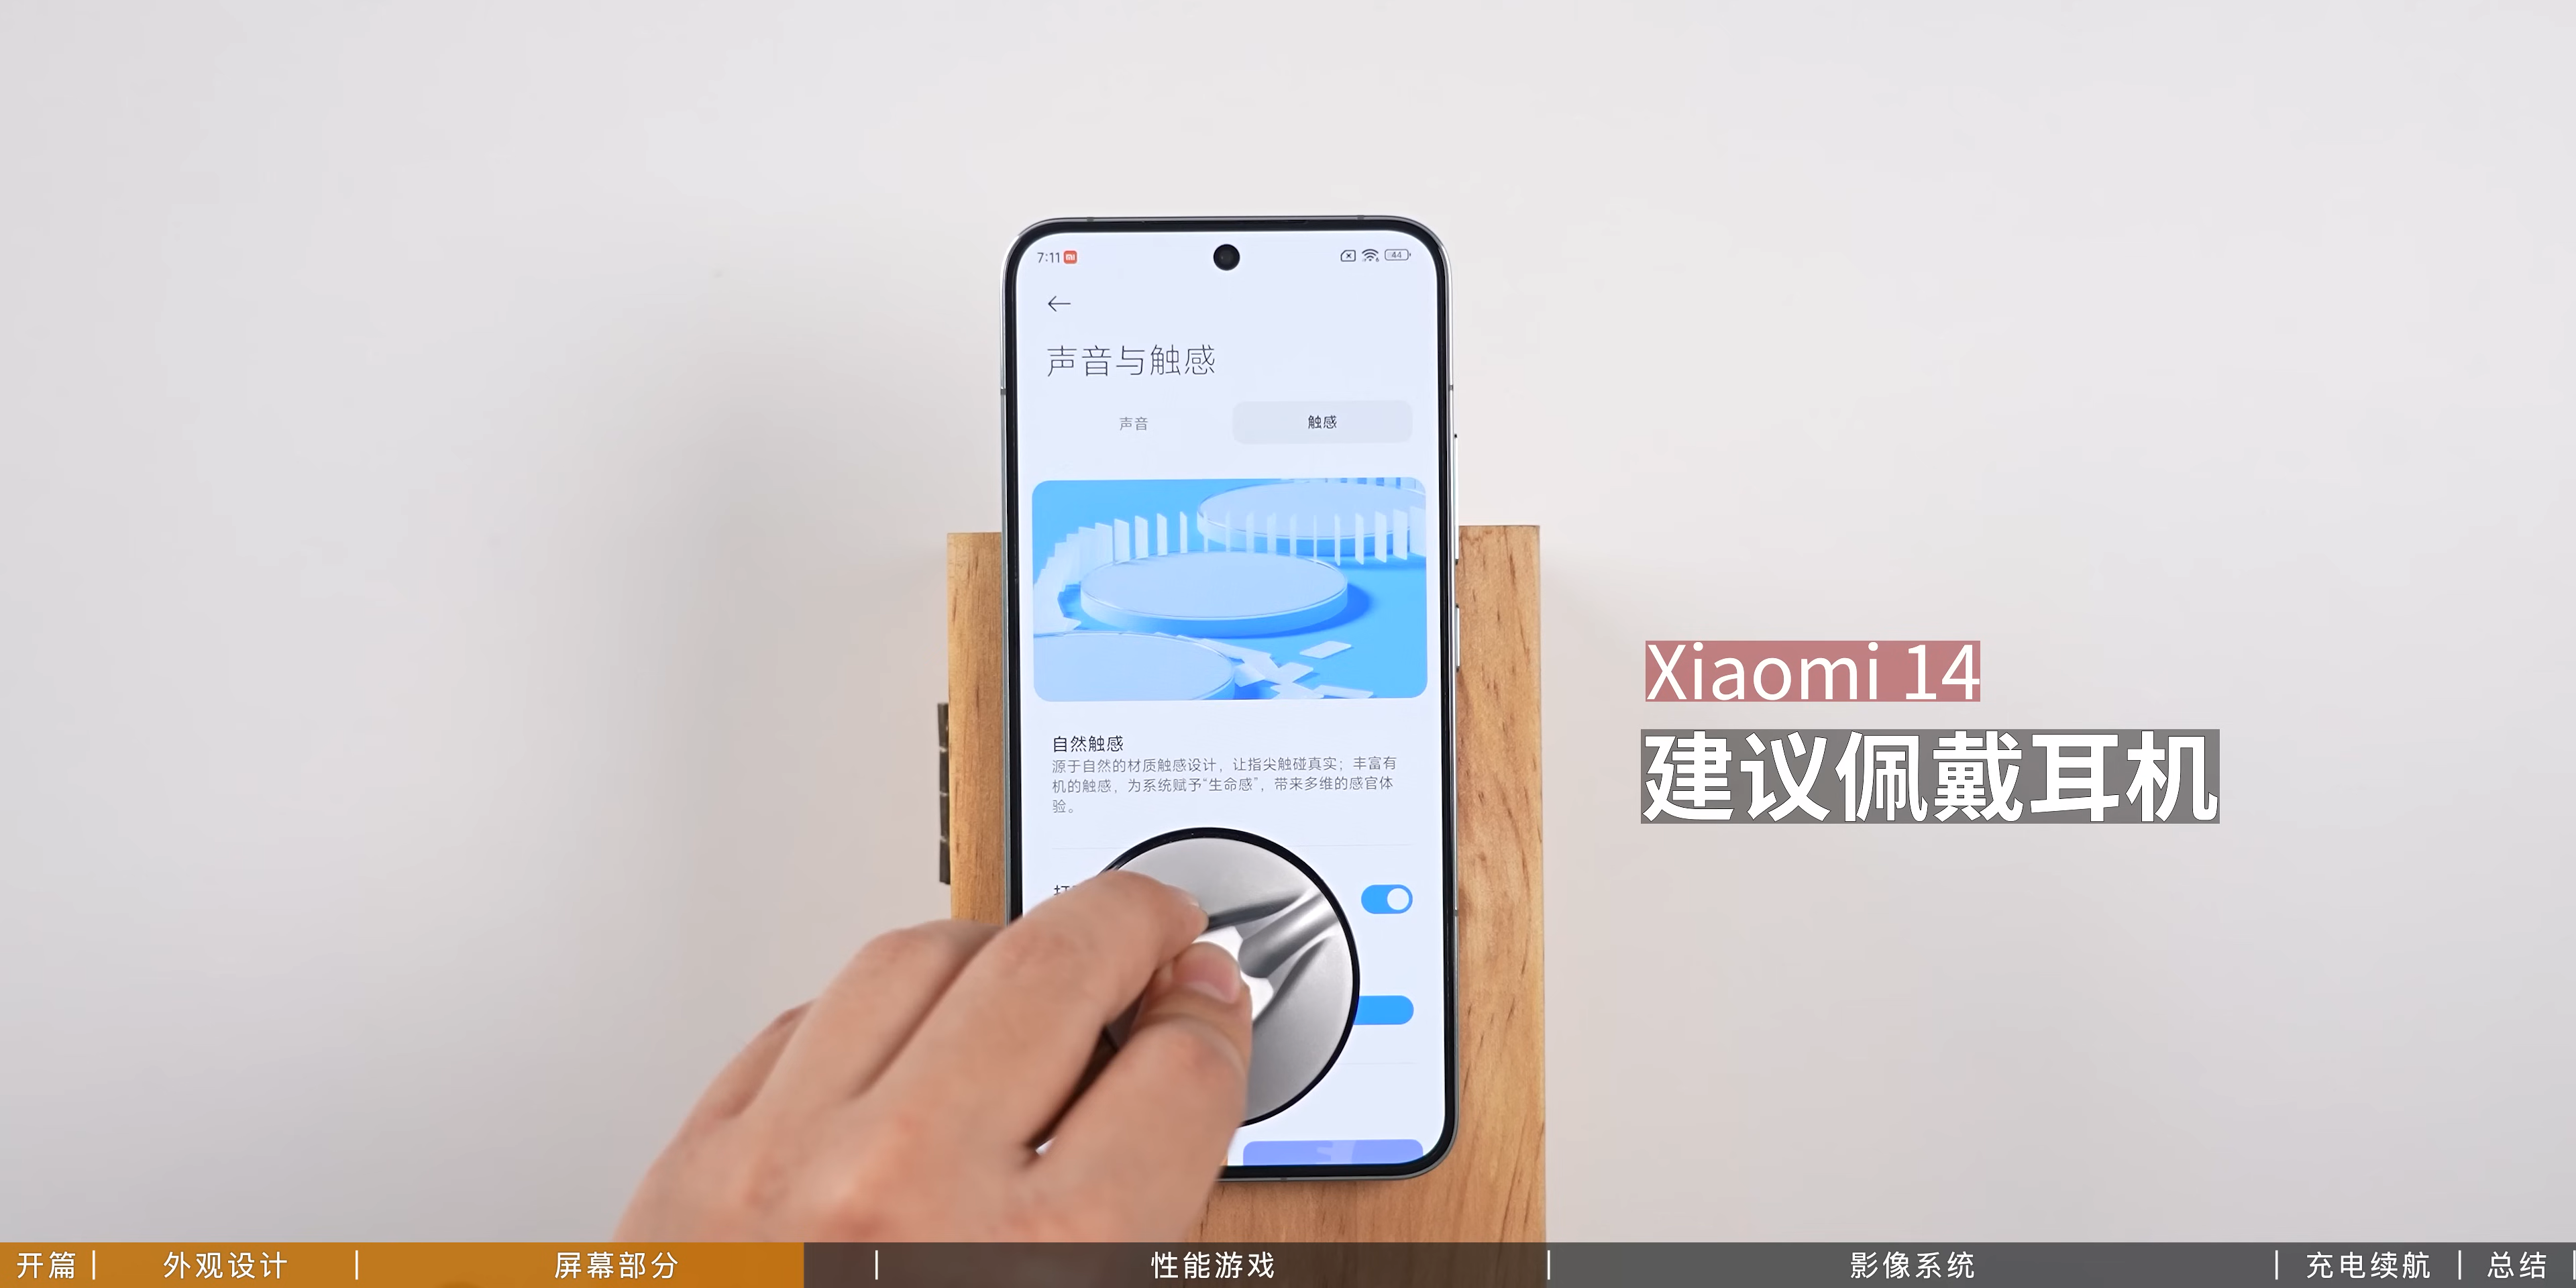 7:11
44
声音与触感
声音
触感
自然触感
源于自然的材质触感设计，让指尖触碰真实；丰富有
机的触感，为系统赋予“生命感”，带来多维的感官体
验。
Xiaomi 14
建议佩戴耳机
开篇 | 外观设计 | 屏幕部分 | 性能游戏 | 影像系统 | 充电续航 | 总结